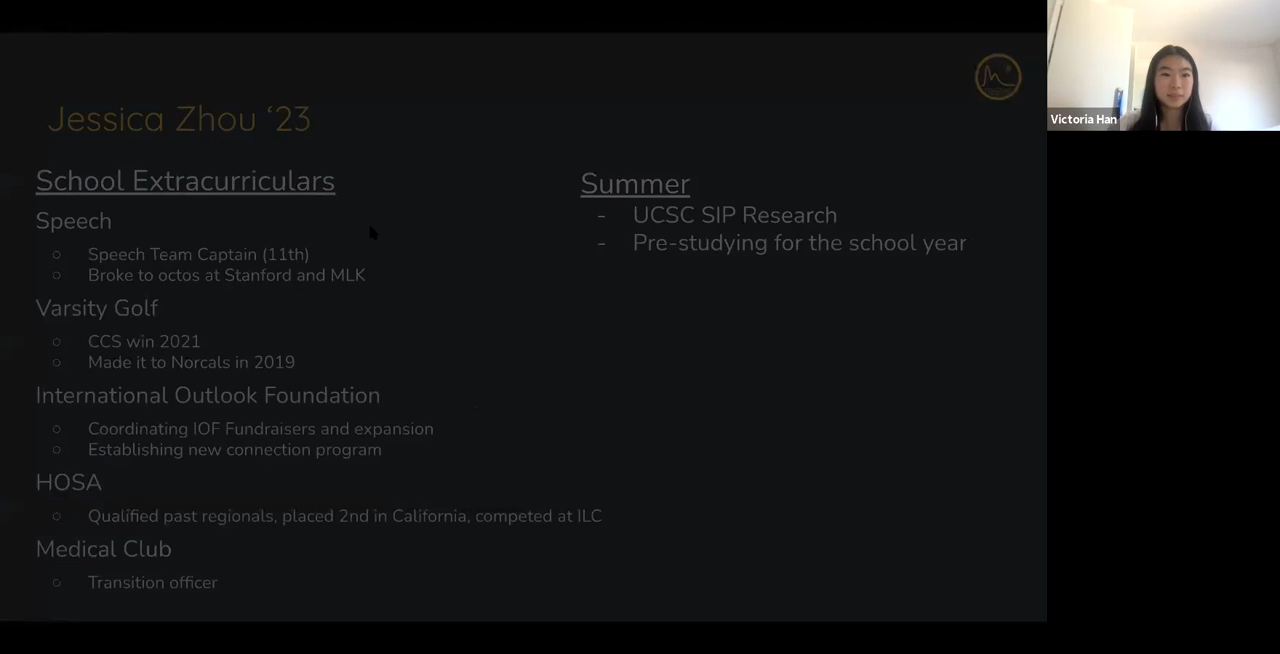 Jessica Zhou ‘23
School Extracurriculars
Speech
○ Speech Team Captain (11th)
○ Broke to octos at Stanford and MLK
Varsity Golf
○ CCS win 2021
○ Made it to Norcals in 2019
International Outlook Foundation
○ Coordinating IOF Fundraisers and expansion
○ Establishing new connection program
HOSA
○ Qualified past regionals, placed 2nd in California, competed at ILC
Medical Club
○ Transition officer
Summer
- UCSC SIP Research
- Pre-studying for the school year
Victoria Han